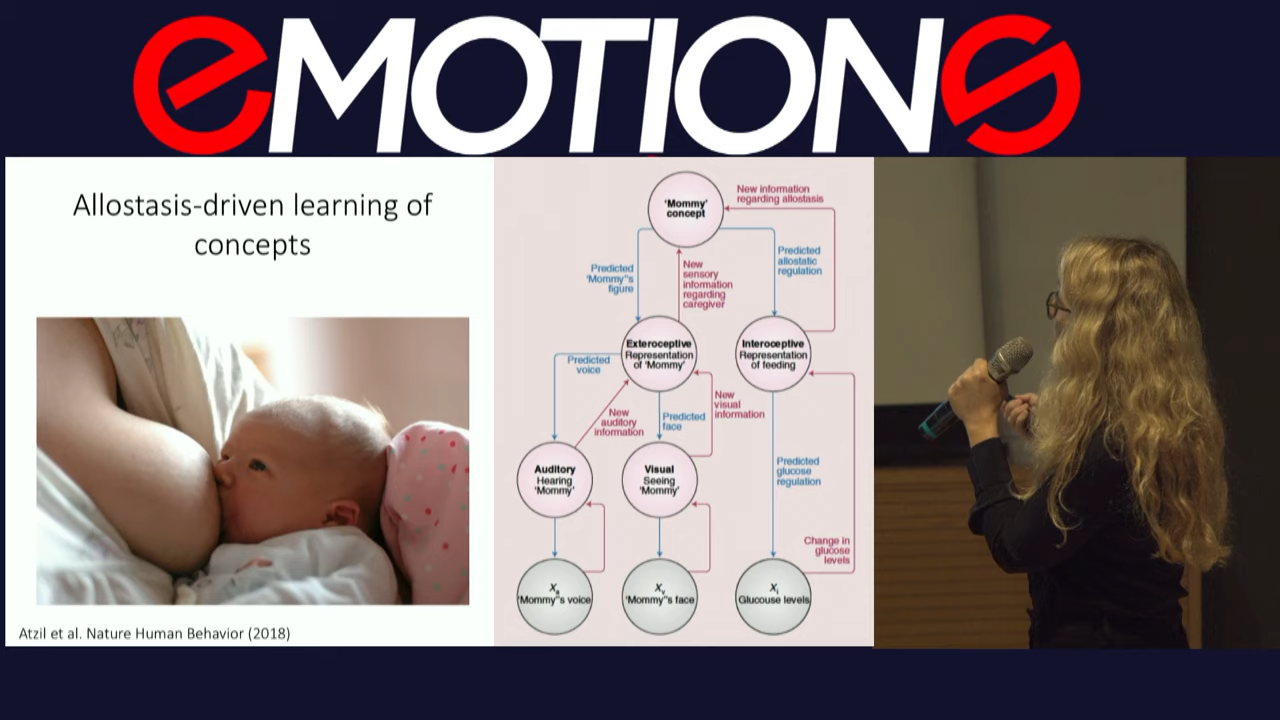 eMOTIONS
Allostasis-driven learning of
concepts
Atzil et al. Nature Human Behavior (2018)
'Mommy'
concept
New information
regarding allostasis
Predicted
'Mommy''s
figure
New
sensory
information
regarding
caregiver
Predicted
allostatic
regulation
Exteroceptive
Representation
of 'Mommy'
Interoceptive
Representation
of feeding
Predicted
voice
New
auditory
information
Predicted
face
New
visual
information
Auditory
Hearing
'Mommy'
Visual
Seeing
'Mommy'
Predicted
glucose
regulation
Change in
glucose
levels
Xa
'Mommy''s voice
Xv
'Mommy''s face
Xi
Glucouse levels